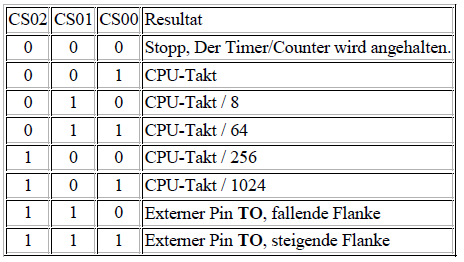 CS02 CS01 CS00 Resultat
0 0 0 Stopp, Der Timer/Counter wird angehalten.
0 0 1 CPU-Takt
0 1 0 CPU-Takt / 8
0 1 1 CPU-Takt / 64
1 0 0 CPU-Takt / 256
1 0 1 CPU-Takt / 1024
1 1 0 Externer Pin TO, fallende Flanke
1 1 1 Externer Pin TO, steigende Flanke